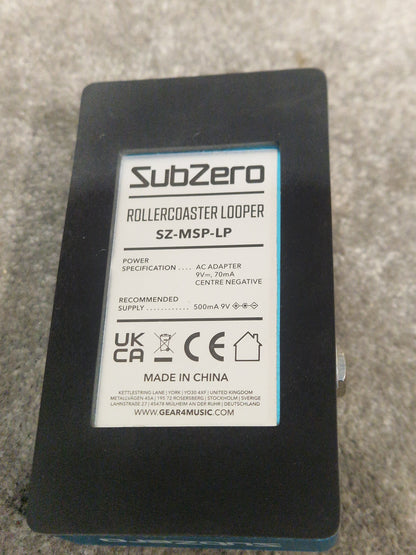 SubZero
ROLLERCOASTER LOOPER
SZ-MSP-LP
POWER
SPECIFICATION .... AC ADAPTER
9V⎓, 70mA
CENTRE NEGATIVE
RECOMMENDED
SUPPLY ............ 500mA 9V
UK
CA
CE
MADE IN CHINA
KETTLESTRING LANE | YORK | YO30 4XF | UNITED KINGDOM
METALLVÄGEN 45A | 195 72 ROSERSBERG | STOCKHOLM | SVERIGE
LAHNSTRAßE 27 | 45478 MÜLHEIM AN DER RUHR | DEUTSCHLAND
WWW.GEAR4MUSIC.COM